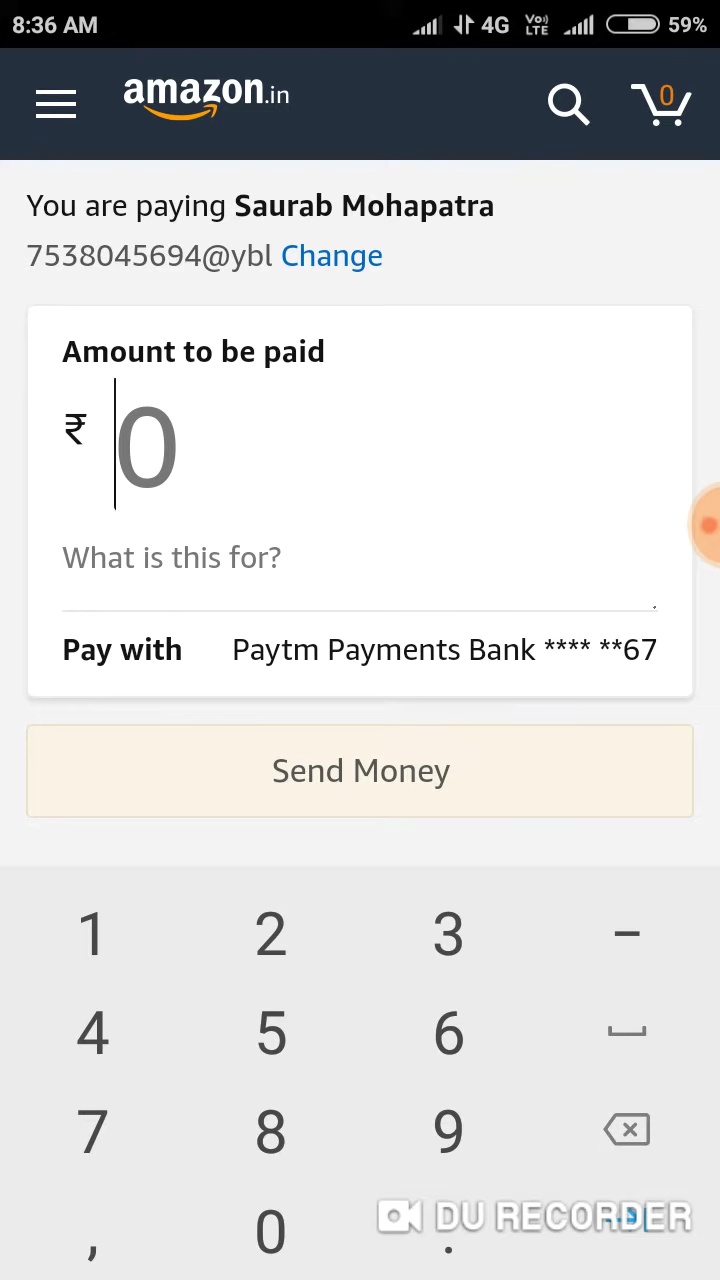 8:36 AM 4G Vo) LTE 59%
amazon.in 0
You are paying Saurab Mohapatra
7538045694@ybl Change
Amount to be paid
₹ 0
What is this for?
Pay with Paytm Payments Bank **** **67
Send Money
1 2 3 -
4 5 6
7 8 9
, 0 .
DU RECORDER